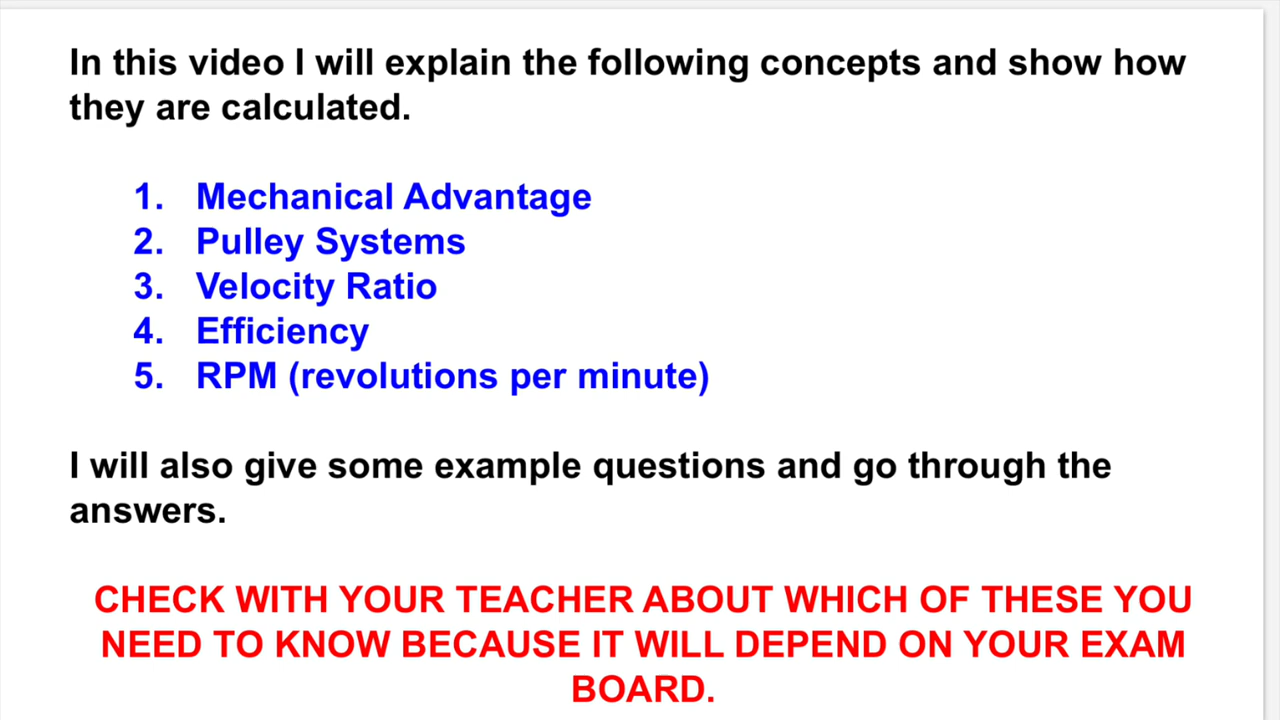 In this video I will explain the following concepts and show how
they are calculated.
1. Mechanical Advantage
2. Pulley Systems
3. Velocity Ratio
4. Efficiency
5. RPM (revolutions per minute)
I will also give some example questions and go through the
answers.
CHECK WITH YOUR TEACHER ABOUT WHICH OF THESE YOU
NEED TO KNOW BECAUSE IT WILL DEPEND ON YOUR EXAM
BOARD.